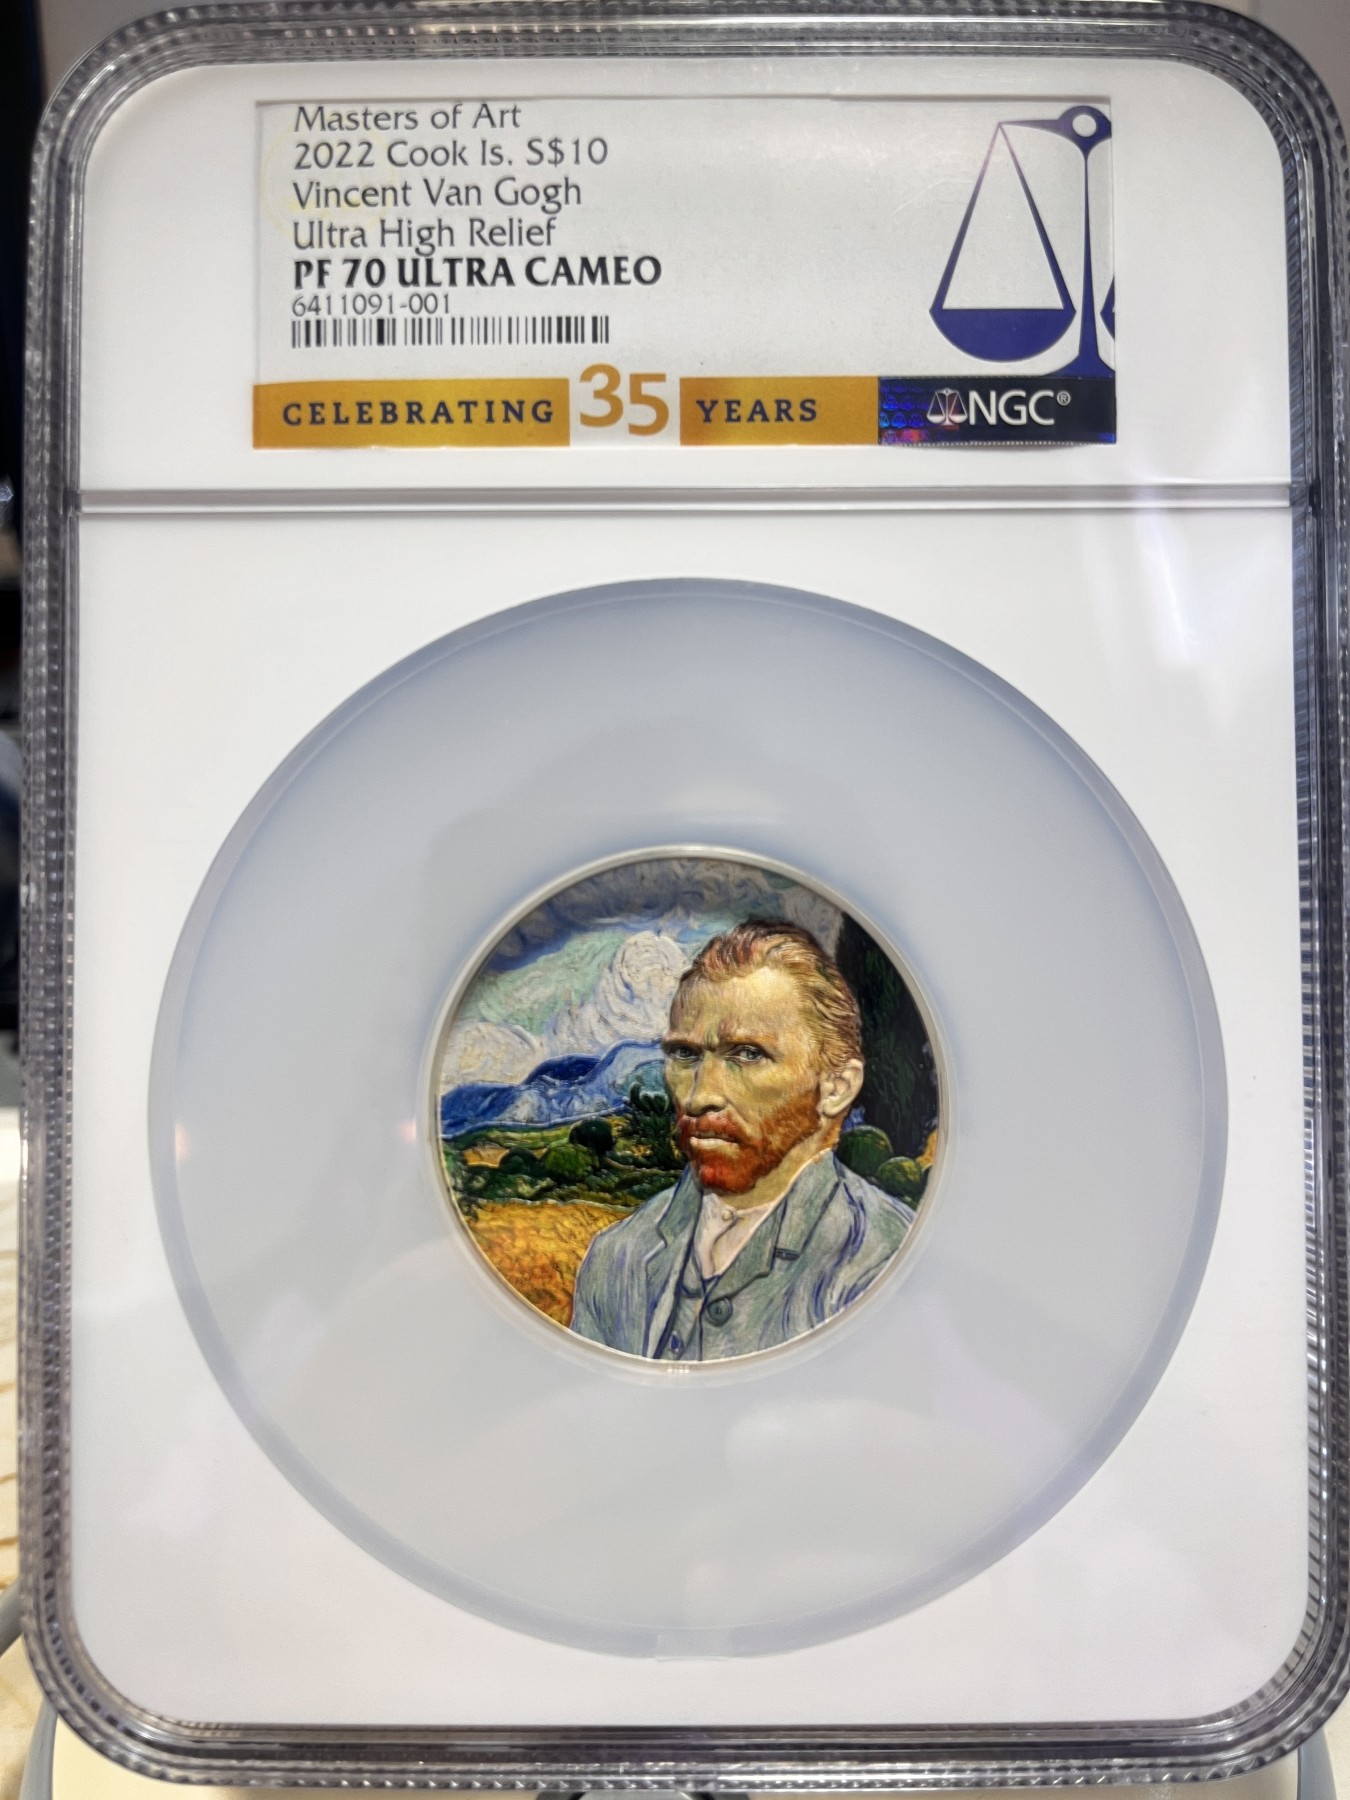 Masters of Art
2022 Cook Is. S$10
Vincent Van Gogh
Ultra High Relief
PF 70 ULTRA CAMEO
6411091-001
CELEBRATING 35 YEARS NGC®